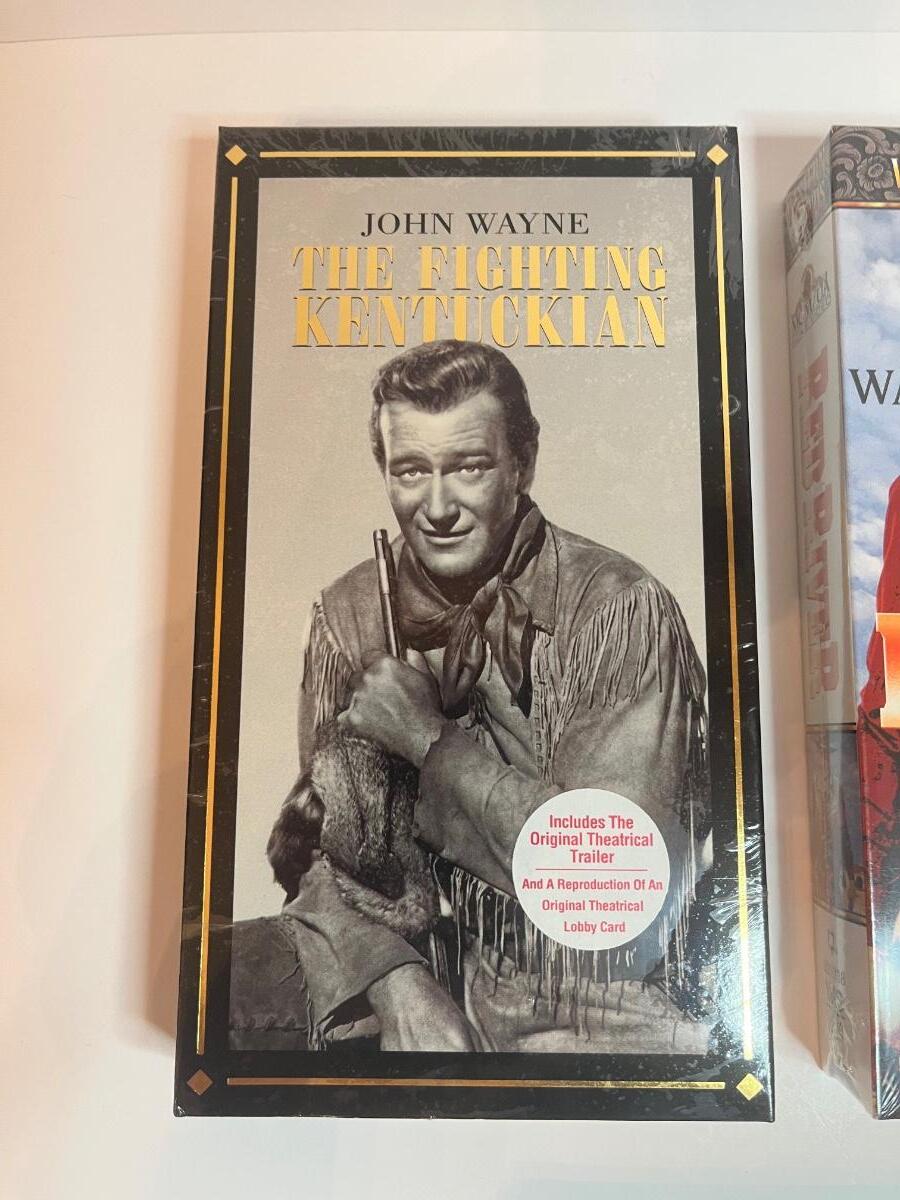 JOHN WAYNE
THE FIGHTING
KENTUCKIAN
Includes The
Original Theatrical
Trailer
And A Reproduction Of An
Original Theatrical
Lobby Card
RED RIVER
WA